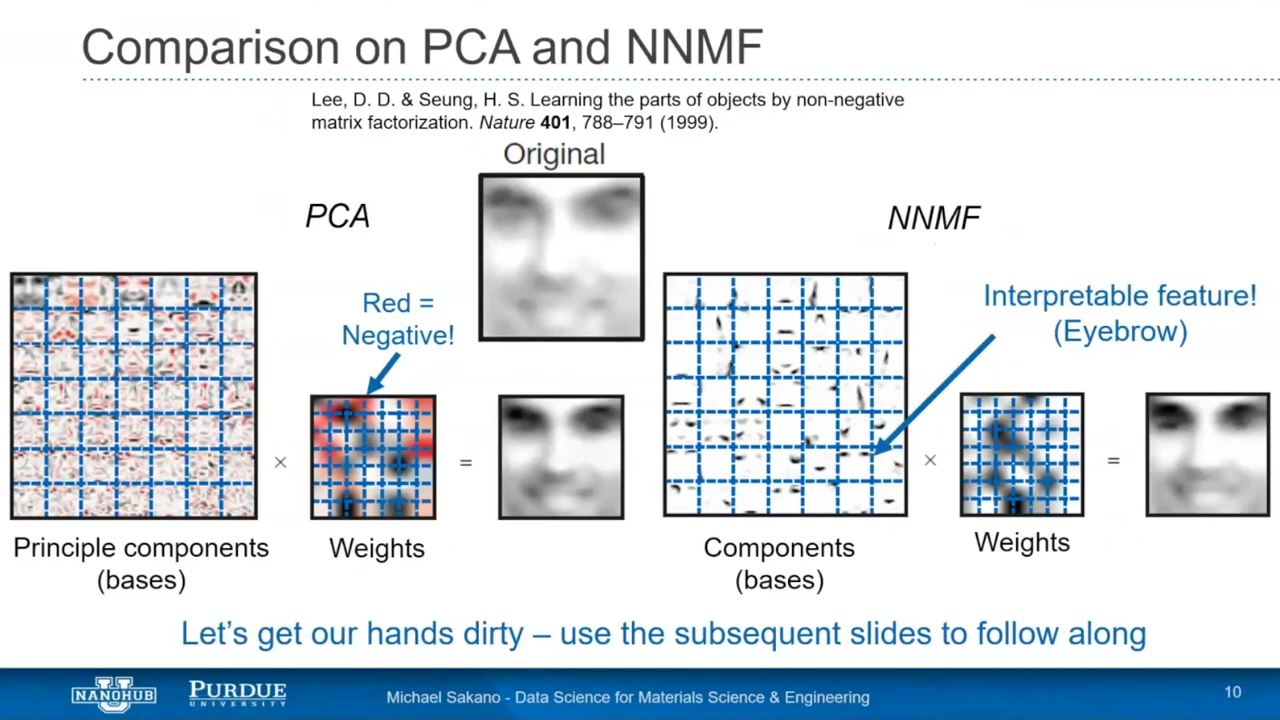 Comparison on PCA and NNMF
Lee, D. D. & Seung, H. S. Learning the parts of objects by non-negative
matrix factorization. Nature 401, 788–791 (1999).
Original
PCA
NNMF
Red =
Negative!
Interpretable feature!
(Eyebrow)
×
=
×
=
Principle components
(bases)
Weights
Components
(bases)
Weights
Let's get our hands dirty – use the subsequent slides to follow along
NANOHUB
PURDUE
UNIVERSITY
Michael Sakano - Data Science for Materials Science & Engineering
10